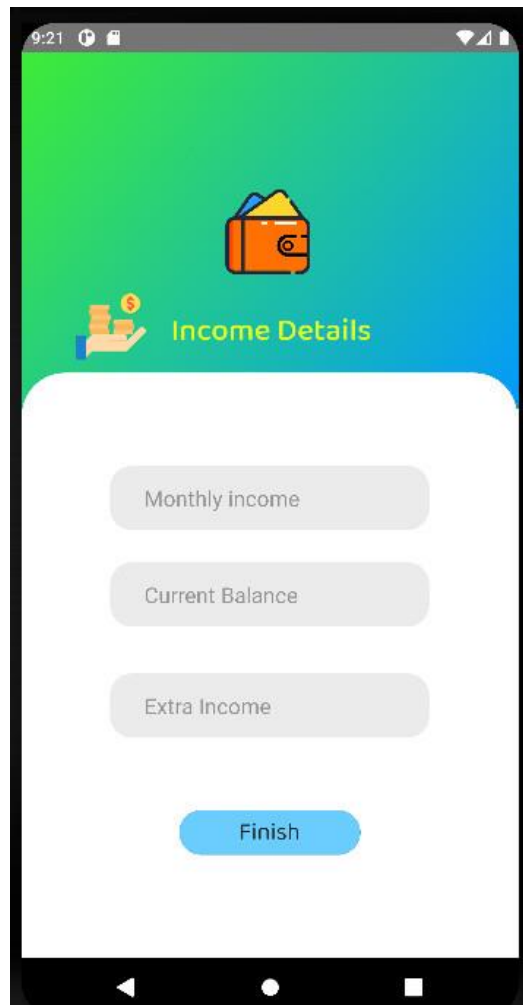 9:21
$
Income Details
Monthly income
Current Balance
Extra Income
Finish